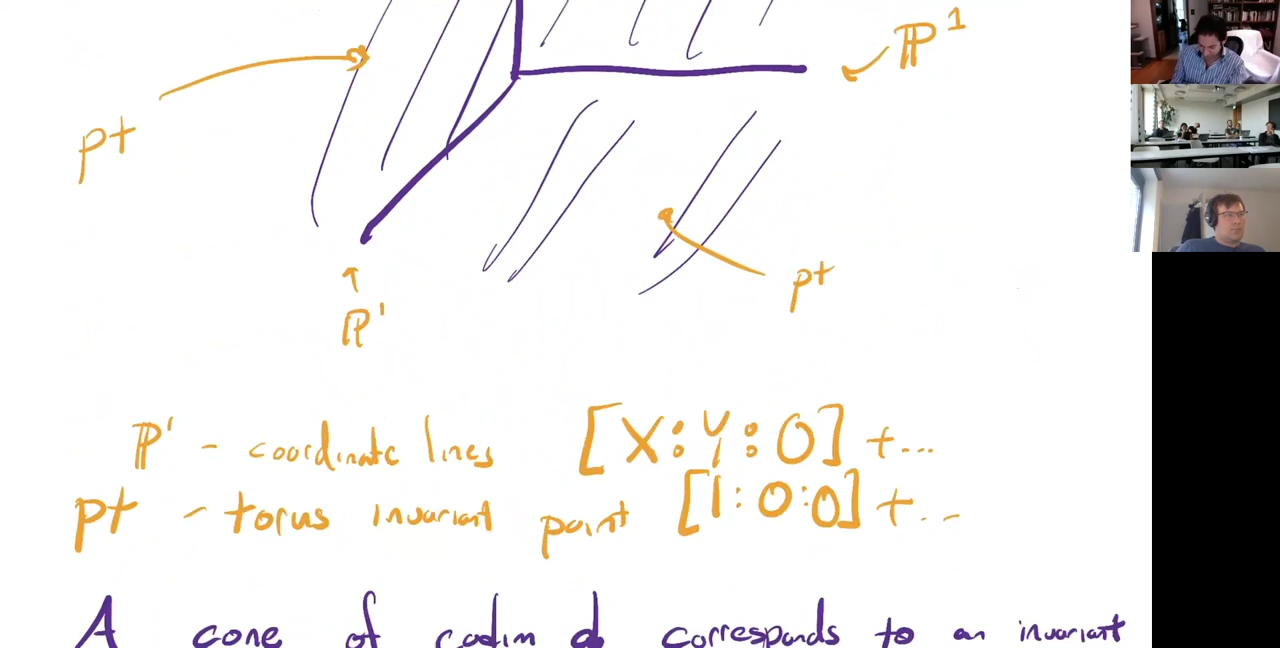 ℙ¹
pt
pt
ℙ¹
ℙ¹ - coordinate lines [X:Y:0] +...
pt - torus invariant point [1:0:0] +...
A cone of codim d corresponds to an invariant